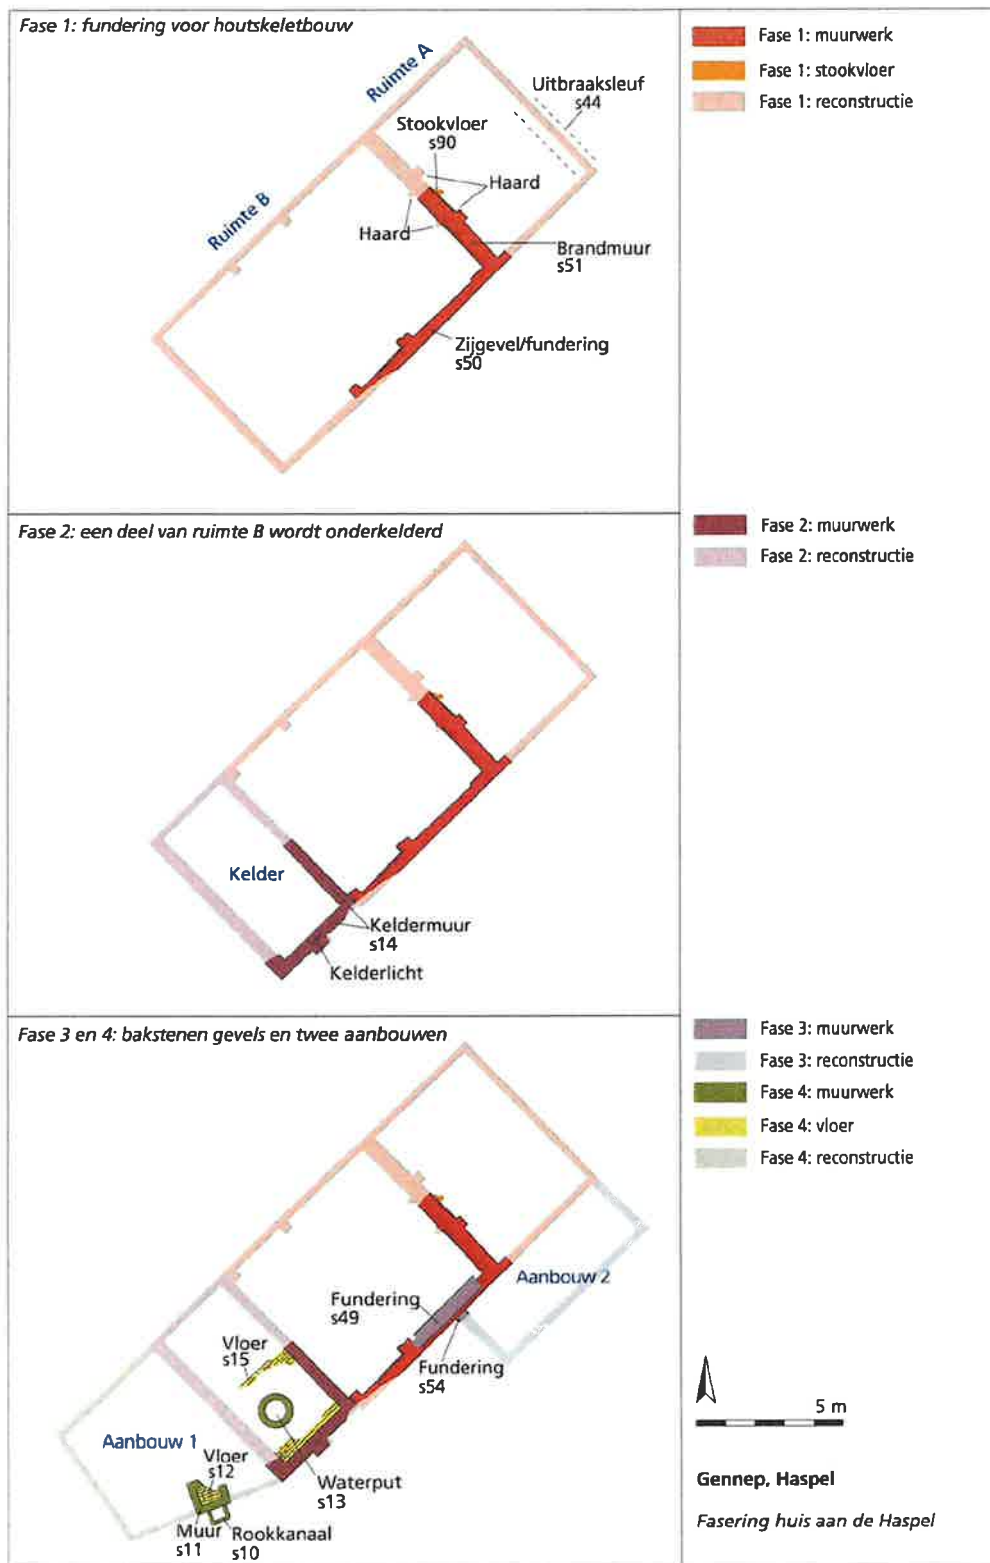 Fase 1: fundering voor houtskeletbouw
Ruimte A
Uitbraaksleuf
s44
Stookvloer
s90
Haard
Ruimte B
Haard
Brandmuur
s51
Zijgevel/fundering
s50
Fase 1: muurwerk
Fase 1: stookvloer
Fase 1: reconstructie
Fase 2: een deel van ruimte B wordt onderkelderd
Kelder
Keldermuur
s14
Kelderlicht
Fase 2: muurwerk
Fase 2: reconstructie
Fase 3 en 4: bakstenen gevels en twee aanbouwen
Aanbouw 2
Fundering
s49
Vloer
s15
Fundering
s54
Aanbouw 1
Vloer
s12
Waterput
s13
Muur
s11
Rookkanaal
s10
Fase 3: muurwerk
Fase 3: reconstructie
Fase 4: muurwerk
Fase 4: vloer
Fase 4: reconstructie
5 m
Gennep, Haspel
Fasering huis aan de Haspel